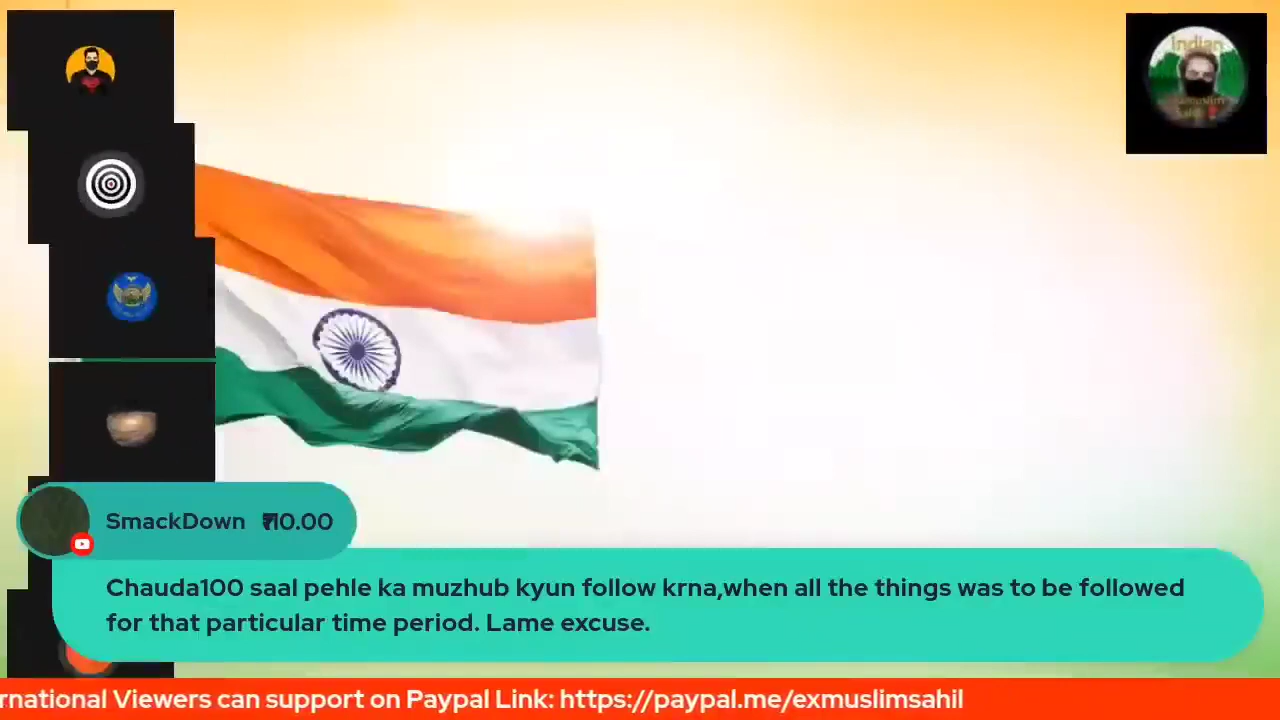 Indian
SmackDown ₹10.00
Chauda100 saal pehle ka muzhub kyun follow krna,when all the things was to be followed
for that particular time period. Lame excuse.
rnational Viewers can support on Paypal Link: https://paypal.me/exmuslimsahil